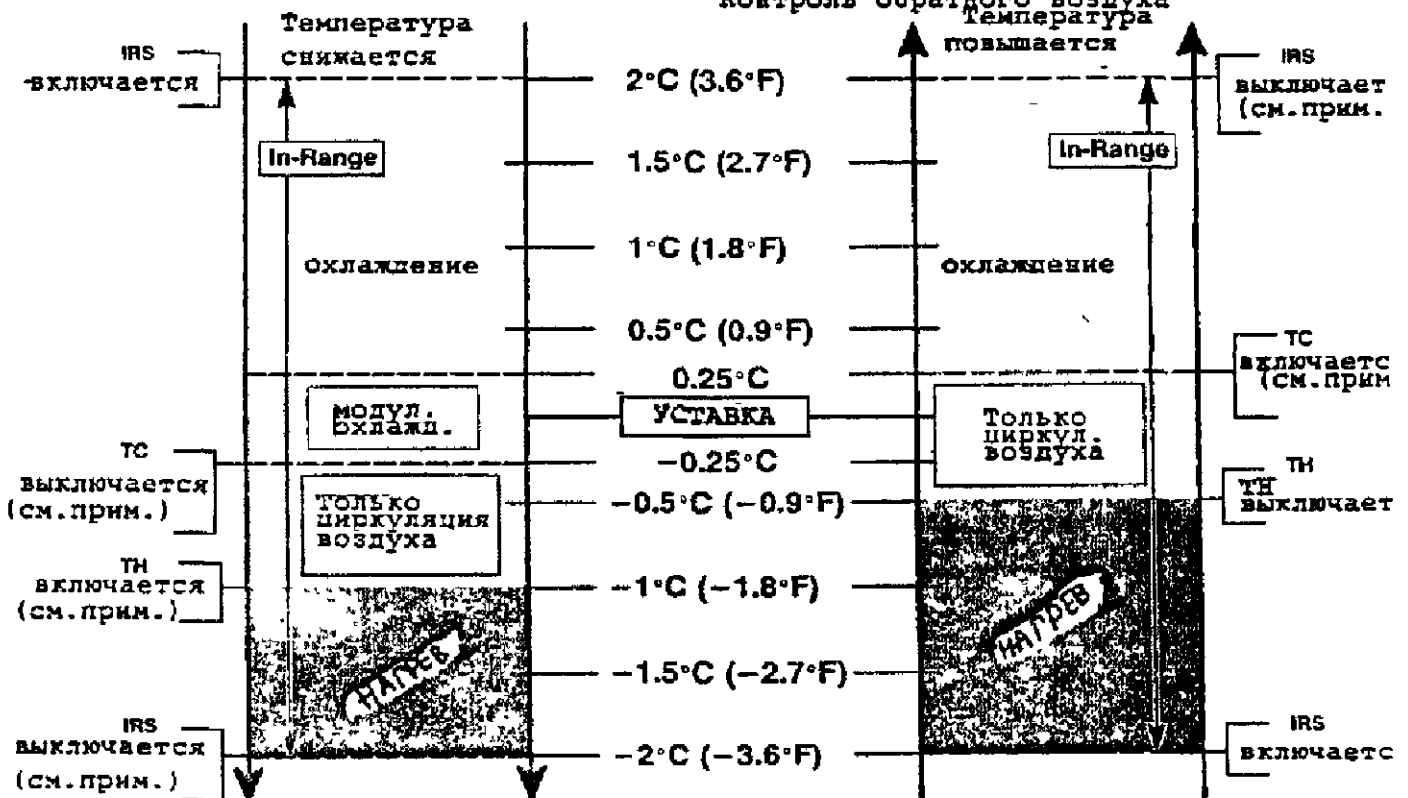 Контроль обратного воздуха
Температура
снижается
Температура
повышается
IRS
включается
2°C (3.6°F)
IRS
выключает
(см.прим.
In-Range
1.5°C (2.7°F)
In-Range
1°C (1.8°F)
охлаждение
охлаждение
0.5°C (0.9°F)
TC
включаетс
(см.прим
0.25°C
модул.
охлажд.
УСТАВКА
Только
циркул.
воздуха
TC
выключается
(см.прим.)
-0.25°C
Только
циркуляция
воздуха
-0.5°C (-0.9°F)
TH
TH
выключает
TH
включается
(см.прим.)
-1°C (-1.8°F)
НАГРЕВ
НАГРЕВ
-1.5°C (-2.7°F)
IRS
выключается
(см.прим.)
-2°C (-3.6°F)
IRS
включаетс